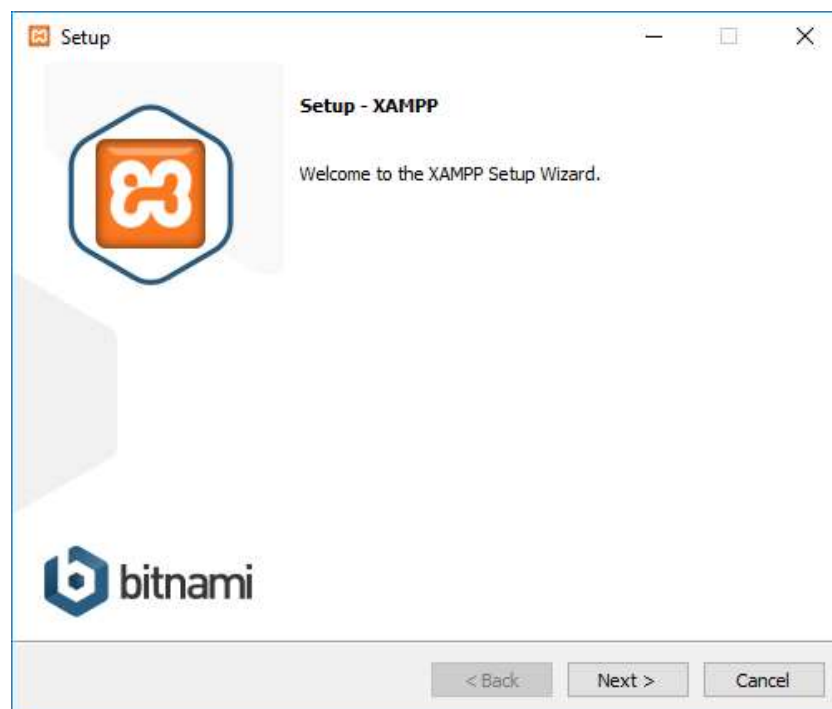 Setup
Setup - XAMPP
Welcome to the XAMPP Setup Wizard.
bitnami
< Back Next > Cancel